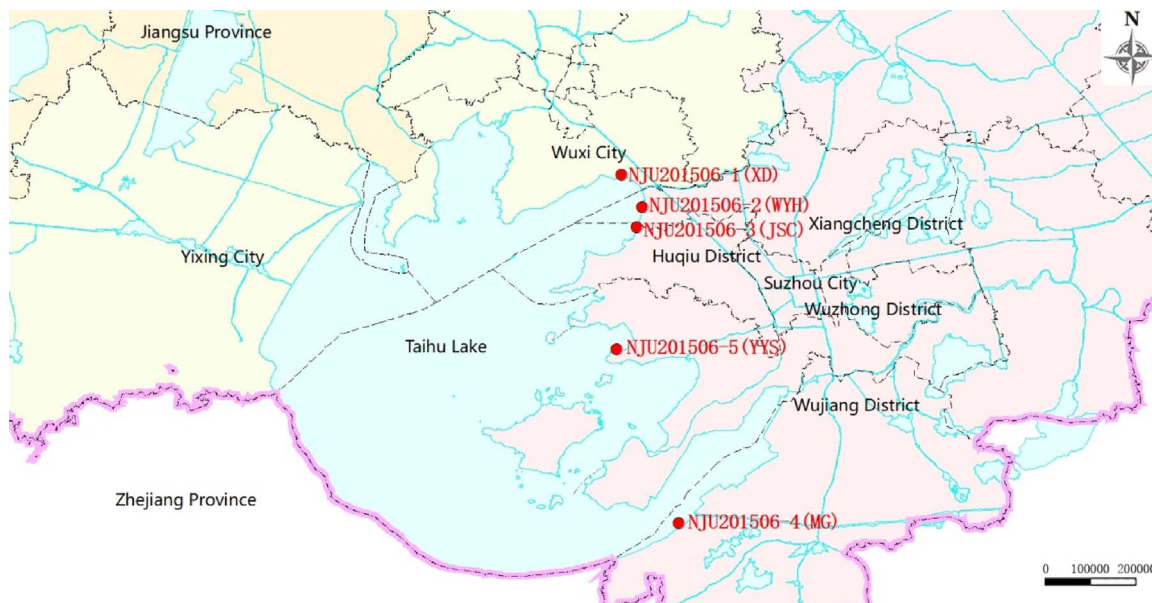 Jiangsu Province
N
Wuxi City
NJU201506-1(XD)
NJU201506-2(WYH)
NJU201506-3(JSC)
Xiangcheng District
Yixing City
Huqiu District
Suzhou City
Wuzhong District
Taihu Lake
NJU201506-5(YYS)
Wujiang District
Zhejiang Province
NJU201506-4(MG)
0 100000 200000